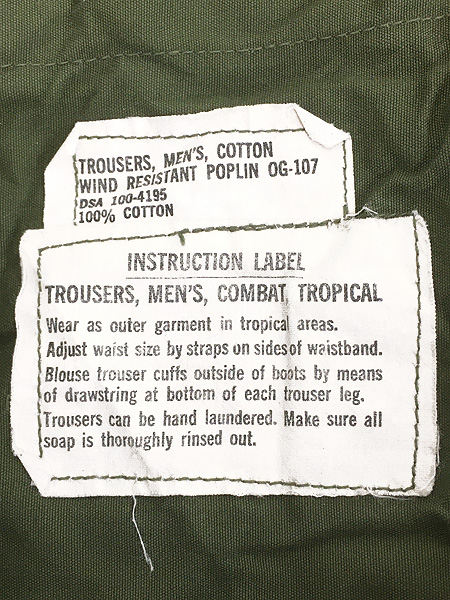 TROUSERS, MEN'S, COTTON
WIND RESISTANT POPLIN OG-107
DSA 100-4195
100% COTTON
INSTRUCTION LABEL
TROUSERS, MEN'S, COMBAT, TROPICAL
Wear as outer garment in tropical areas.
Adjust waist size by straps on sides of waistband.
Blouse trouser cuffs outside of boots by means
of drawstring at bottom of each trouser leg.
Trousers can be hand laundered. Make sure all
soap is thoroughly rinsed out.